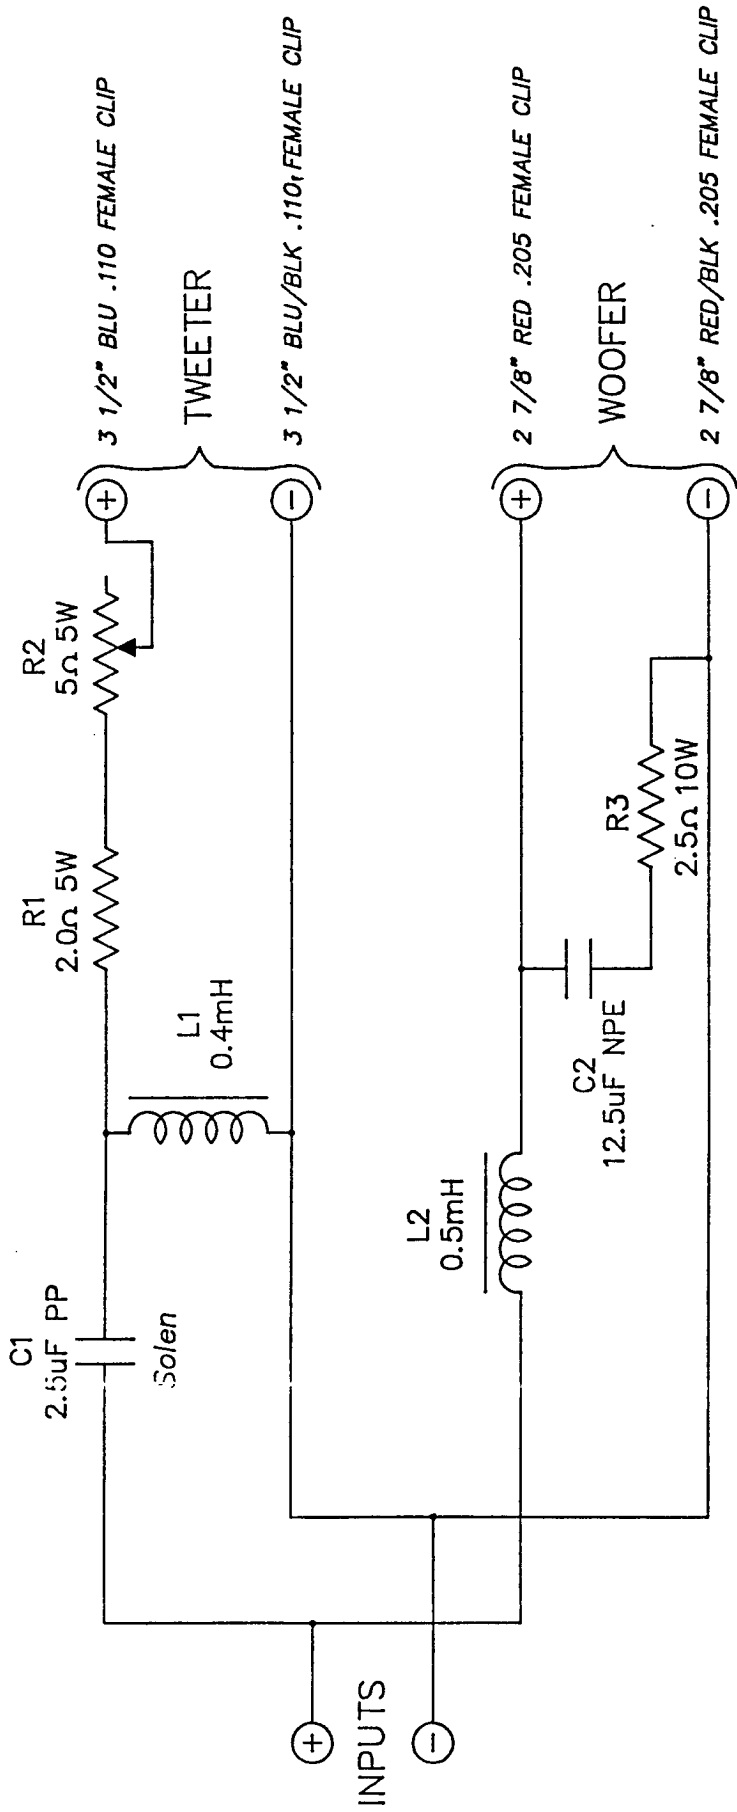 C1
2.5uF PP
Solen
L1
0.4mH
R1
2.0Ω 5W
R2
5Ω 5W
3 1/2" BLU .110 FEMALE CLIP
+
TWEETER
−
3 1/2" BLU/BLK .110 FEMALE CLIP
INPUTS
+
−
L2
0.5mH
C2
12.5uF NPE
R3
2.5Ω 10W
2 7/8" RED .205 FEMALE CLIP
+
WOOFER
−
2 7/8" RED/BLK .205 FEMALE CLIP